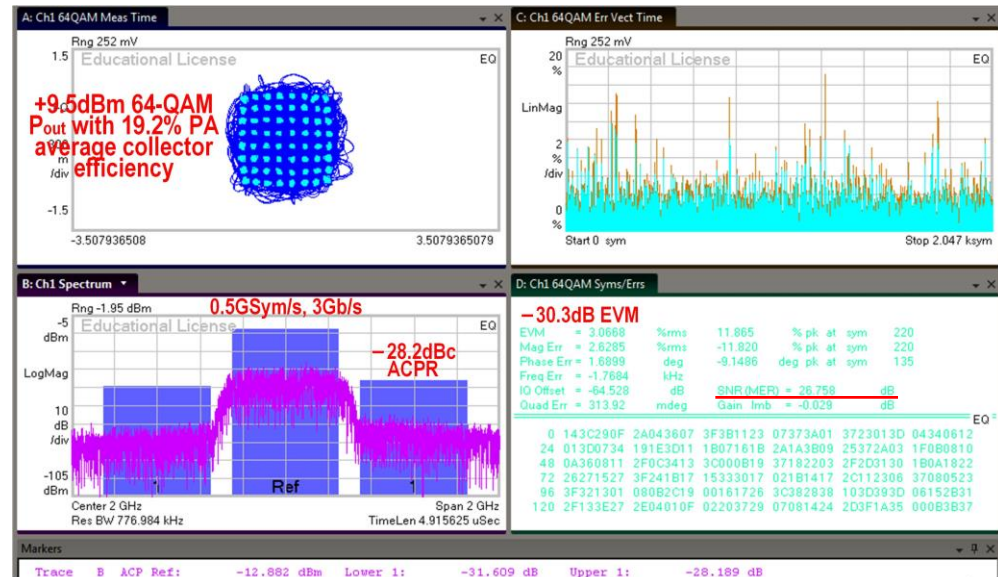 A: Ch1 64QAM Meas Time
Rng 252 mV
1.5
Educational License
EQ
+9.5dBm 64-QAM
Pout with 19.2% PA
average collector
efficiency
m
/div
-1.5
-3.507936508
3.5079365079
C: Ch1 64QAM Err Vect Time
Rng 252 mV
20
%
Educational License
EQ
LinMag
2
%
/div
0
%
Start 0 sym
Stop 2.047 ksym
B: Ch1 Spectrum
Rng -1.95 dBm
0.5GSym/s, 3Gb/s
-5
dBm
Educational License
EQ
−28.2dBc
ACPR
LogMag
10
dB
/div
-105
dBm
1
Ref
1
Center 2 GHz
Span 2 GHz
Res BW 776.984 kHz
TimeLen 4.915625 uSec
D: Ch1 64QAM Syms/Errs
−30.3dB EVM
EVM = 3.0668 %rms 11.865 % pk at sym 220
Mag Err = 2.6285 %rms -11.820 % pk at sym 220
Phase Err = 1.6899 deg -9.1486 deg pk at sym 135
Freq Err = -1.7684 kHz
IQ Offset = -64.528 dB SNR(MER) = 26.758 dB
Quad Err = 313.92 mdeg Gain Imb = -0.029 dB
EQ
0 143C290F 2A043607 3F3B1123 07373A01 3723013D 04340612
24 013D0734 191E3D11 1B07161B 2A1A3B09 25372A03 1F0B0810
48 0A360811 2F0C3413 3C000B19 37182203 2F2D3130 1B0A1822
72 26271527 3F241B17 15333017 021B1417 2C112306 37080523
96 3F321301 080B2C19 00161726 3C382838 103D393D 06152B31
120 2F133E27 2E04010F 02203729 07081424 2D3F1A35 000B3B37
Markers
Trace B ACP Ref: -12.882 dBm Lower 1: -31.609 dB Upper 1: -28.189 dB